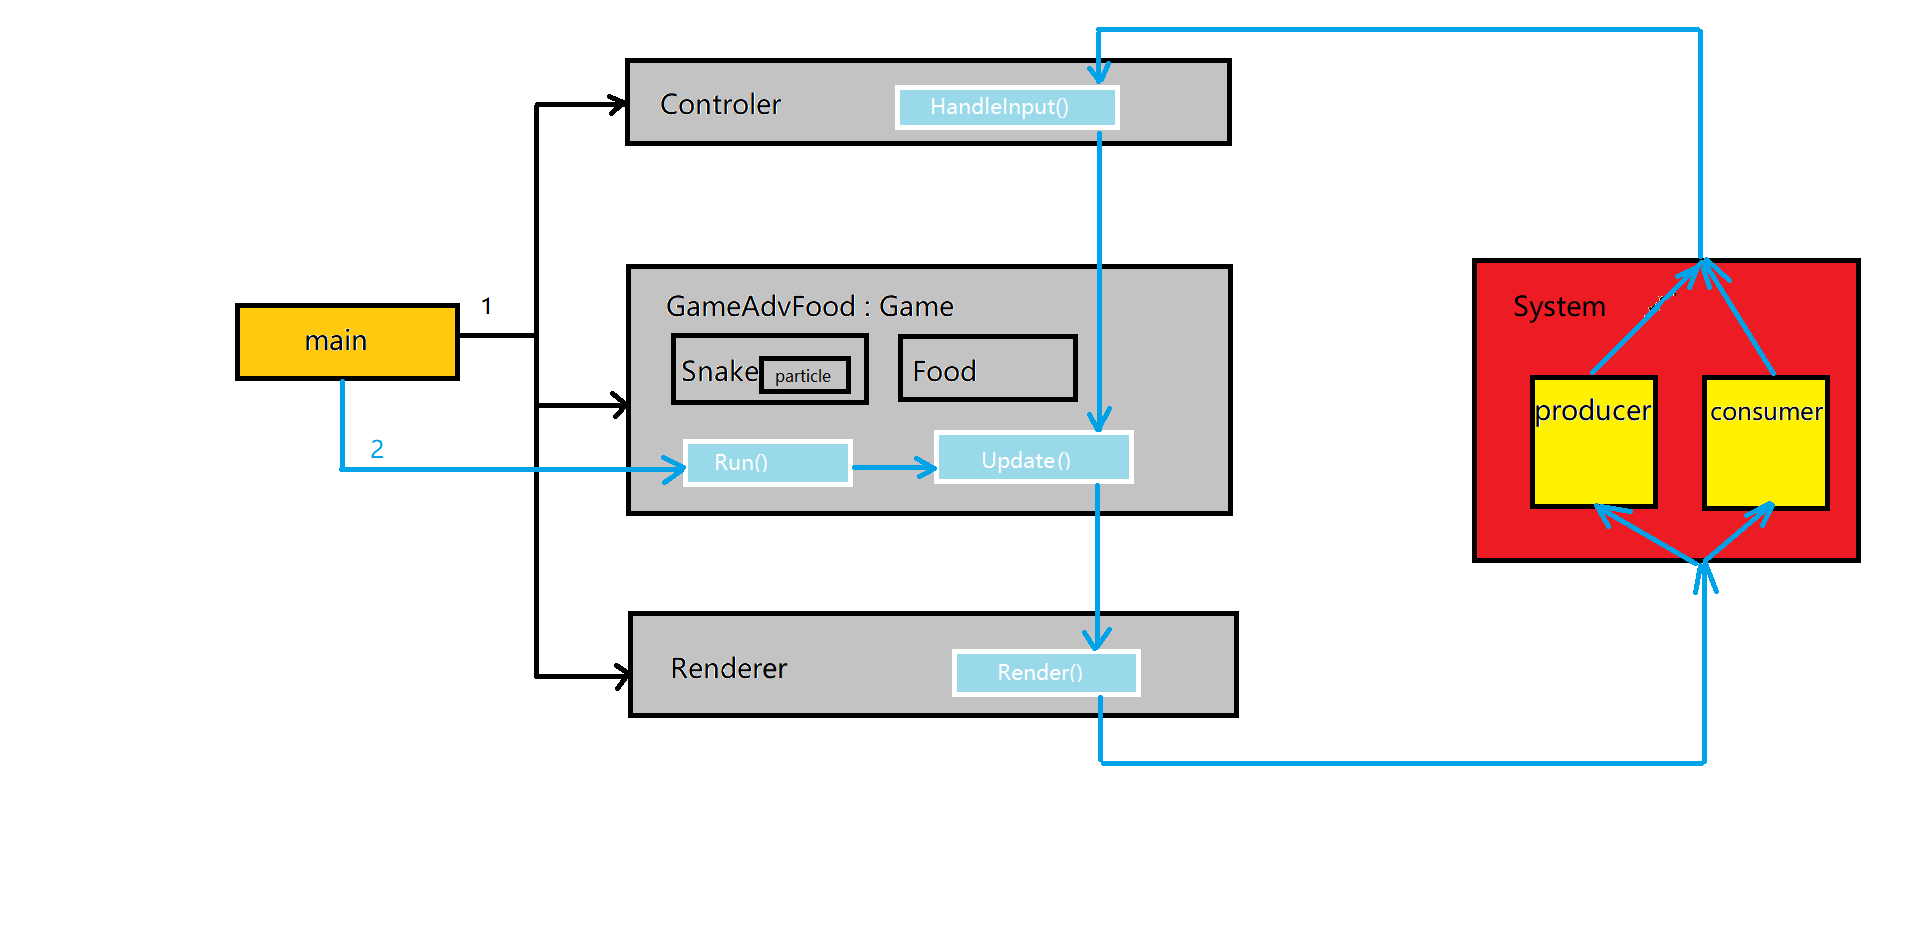 Controler
HandleInput()
main
1
2
GameAdvFood : Game
Snake
particle
Food
Run()
Update()
Renderer
Render()
System
producer
consumer